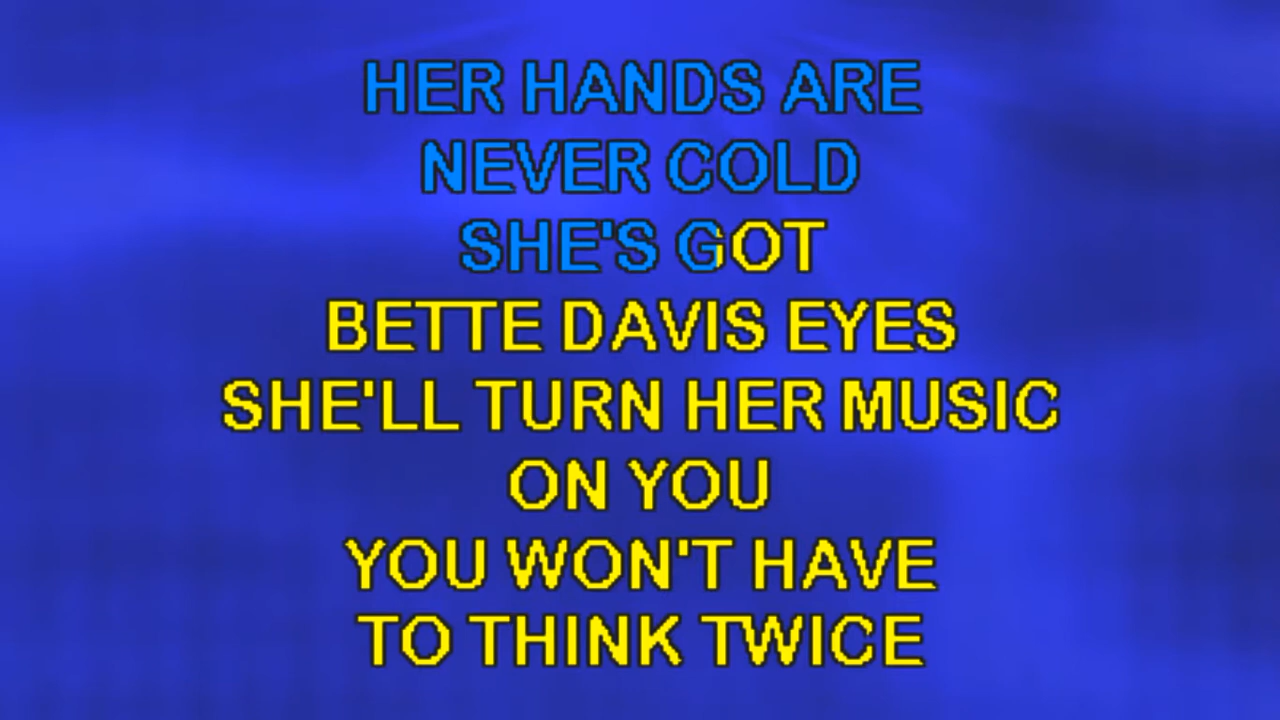 HER HANDS ARE
NEVER COLD
SHE'S GOT
BETTE DAVIS EYES
SHE'LL TURN HER MUSIC
ON YOU
YOU WON'T HAVE
TO THINK TWICE